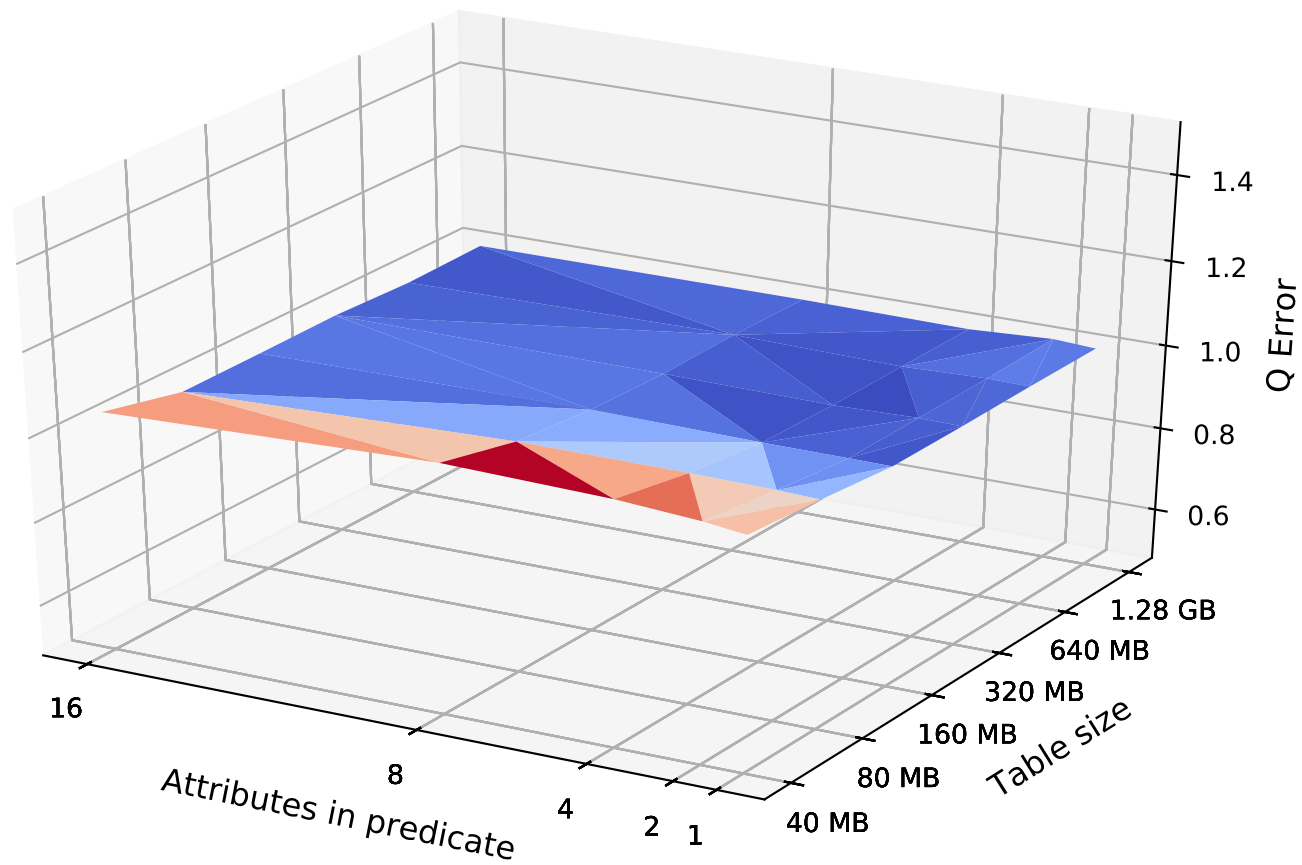 1.4
1.2
1.0
0.8
0.6
Q Error
1.28 GB
640 MB
320 MB
160 MB
80 MB
40 MB
Table size
16
8
4
2
1
Attributes in predicate